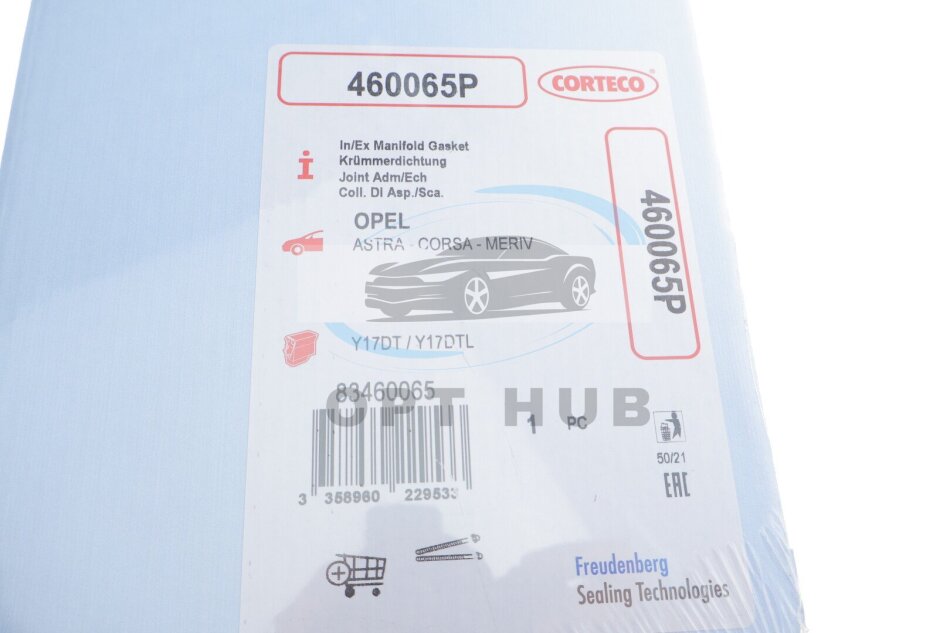 460065P
CORTECO
In/Ex Manifold Gasket
Krümmerdichtung
Joint Adm/Ech
Coll. DI Asp./Sca.
460065P
OPEL
ASTRA - CORSA - MERIV
Y17DT / Y17DTL
83460065
OPT HUB
1 PC
50/21
EAC
3 358960 229533
Freudenberg
Sealing Technologies